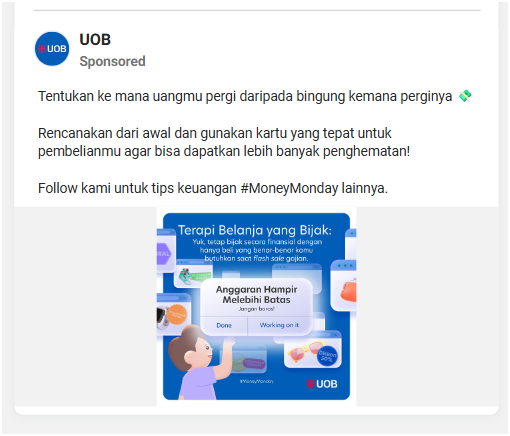 UOB
UOB
Sponsored
Tentukan ke mana uangmu pergi daripada bingung kemana perginya 💸
Rencanakan dari awal dan gunakan kartu yang tepat untuk
pembelianmu agar bisa dapatkan lebih banyak penghematan!
Follow kami untuk tips keuangan #MoneyMonday lainnya.
Terapi Belanja yang Bijak:
Yuk, tetap bijak secara finansial dengan
hanya beli yang benar-benar kamu
butuhkan saat flash sale gajian.
Anggaran Hampir
Melebihi Batas
Jangan boros!
Done Working on it
#MoneyMonday
UOB